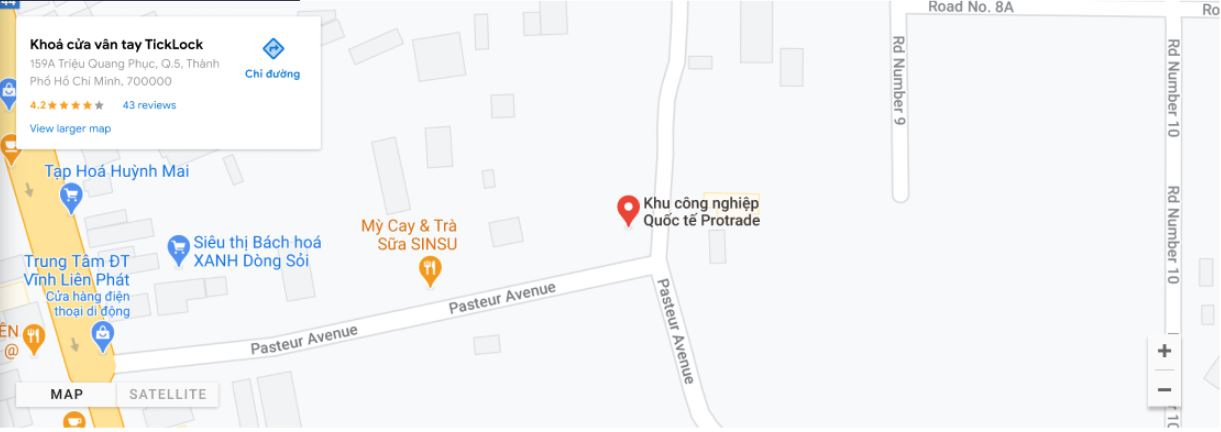 44
Road No. 8A
Ro
Khoá cửa vân tay TickLock
159A Triệu Quang Phục, Q.5, Thành
Phố Hồ Chí Minh, 700000
4.2
43 reviews
View larger map
Chỉ đường
Rd Number 9
Rd Number 10
Tạp Hoá Huỳnh Mai
Khu công nghiệp
Quốc tế Protrade
Rd Number 10
Mỳ Cay & Trà
Sữa SINSU
Siêu thị Bách hoá
XANH Dòng Sỏi
Trung Tâm ĐT
Vĩnh Liên Phát
Cửa hàng điện
thoại di động
Pasteur Avenue
Pasteur Avenue
Pasteur Avenue
ÊN
@
+
−
MAP
SATELLITE
r 10